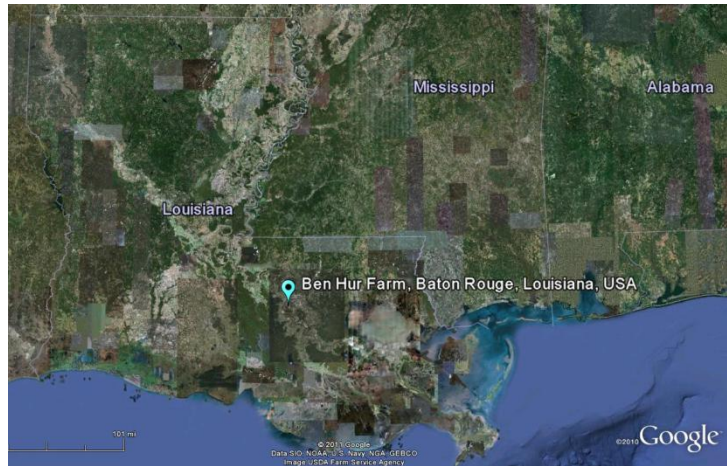 Mississippi
Alabama
Louisiana
Ben Hur Farm, Baton Rouge, Louisiana, USA
101 mi
© 2011 Google
Data SIO, NOAA, U.S. Navy, NGA, GEBCO
Image USDA Farm Service Agency
©2010 Google